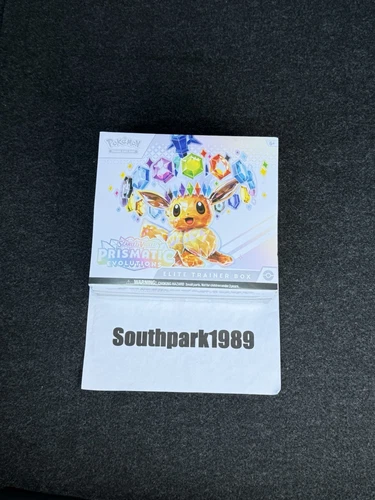 Pokémon
PRISMATIC
EVOLUTIONS
ELITE TRAINER BOX
WARNING:
Southpark1989